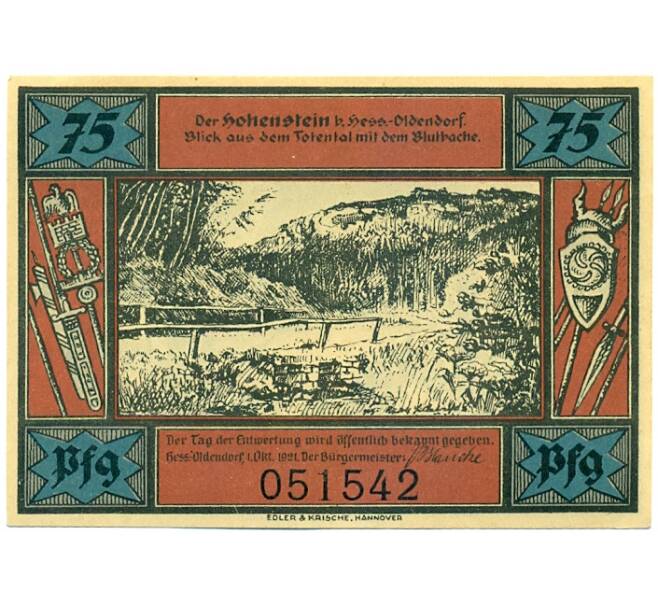 75
Der Hohenstein b. Hess.-Oldendorf.
Blick aus dem Totental mit dem Blutbache.
75
Der Tag der Entwertung wird öffentlich bekannt gegeben.
Hess.-Oldendorf, 1. Okt. 1921. Der Bürgermeister:
Pfg
051542
Pfg
EDLER & KRISCHE, HANNOVER